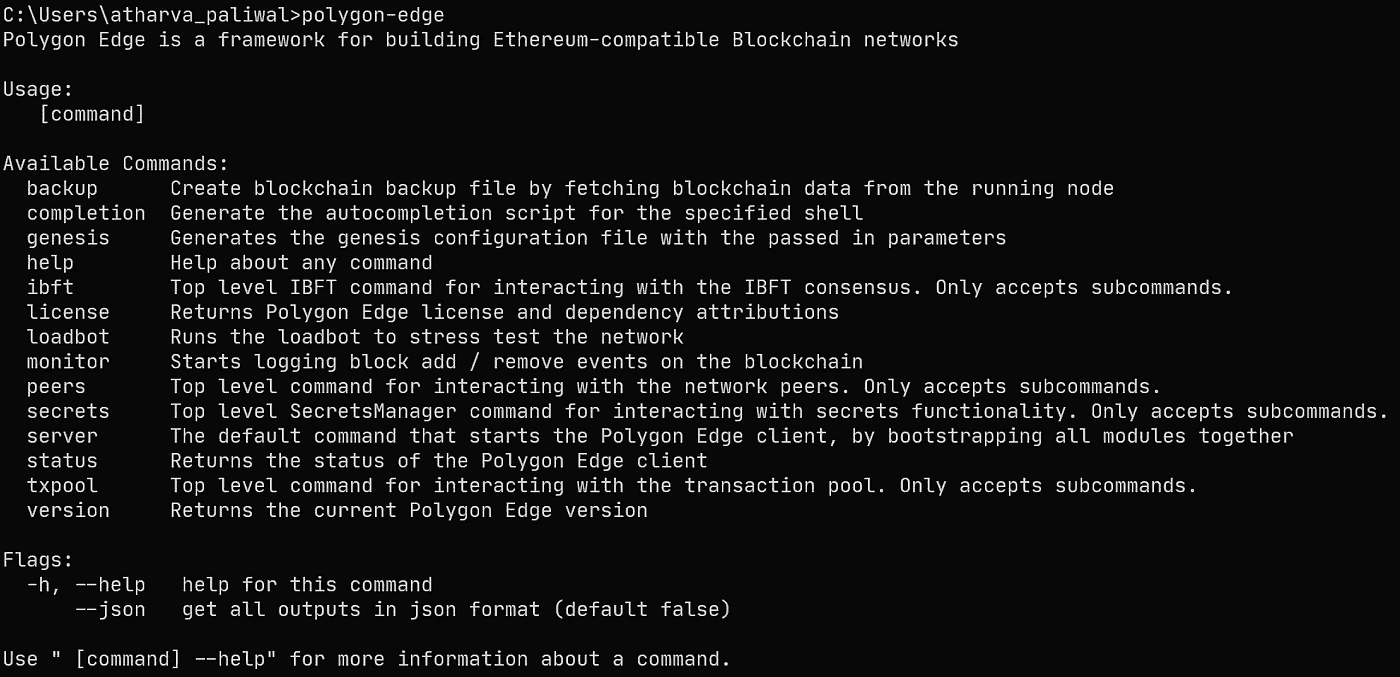 C:\Users\atharva_paliwal>polygon-edge
Polygon Edge is a framework for building Ethereum-compatible Blockchain networks
Usage:
[command]
Available Commands:
backup Create blockchain backup file by fetching blockchain data from the running node
completion Generate the autocompletion script for the specified shell
genesis Generates the genesis configuration file with the passed in parameters
help Help about any command
ibft Top level IBFT command for interacting with the IBFT consensus. Only accepts subcommands.
license Returns Polygon Edge license and dependency attributions
loadbot Runs the loadbot to stress test the network
monitor Starts logging block add / remove events on the blockchain
peers Top level command for interacting with the network peers. Only accepts subcommands.
secrets Top level SecretsManager command for interacting with secrets functionality. Only accepts subcommands.
server The default command that starts the Polygon Edge client, by bootstrapping all modules together
status Returns the status of the Polygon Edge client
txpool Top level command for interacting with the transaction pool. Only accepts subcommands.
version Returns the current Polygon Edge version
Flags:
-h, --help help for this command
--json get all outputs in json format (default false)
Use " [command] --help" for more information about a command.